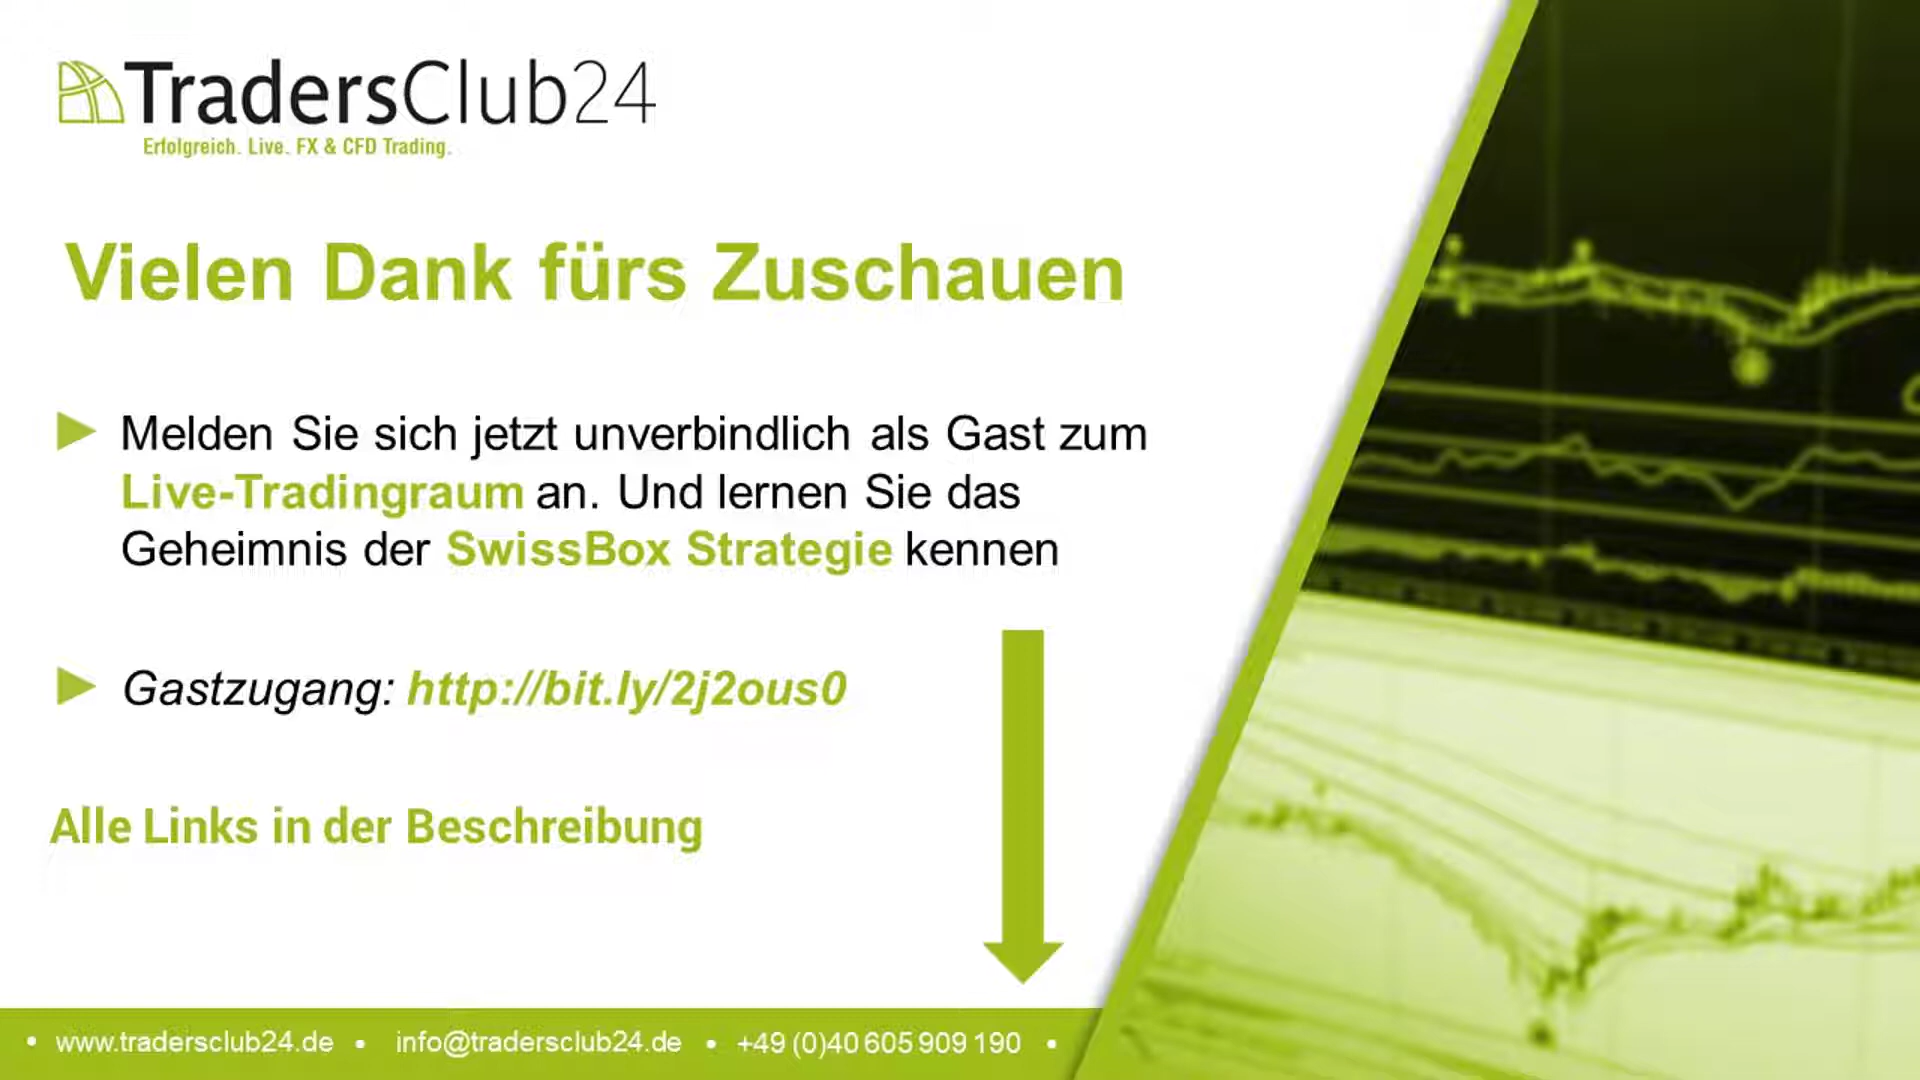 TradersClub24
Erfolgreich. Live. FX & CFD Trading.
Vielen Dank fürs Zuschauen
Melden Sie sich jetzt unverbindlich als Gast zum
Live-Tradingraum an. Und lernen Sie das
Geheimnis der SwissBox Strategie kennen
Gastzugang: http://bit.ly/2j2ous0
Alle Links in der Beschreibung
• www.tradersclub24.de • info@tradersclub24.de • +49 (0)40 605 909 190 •